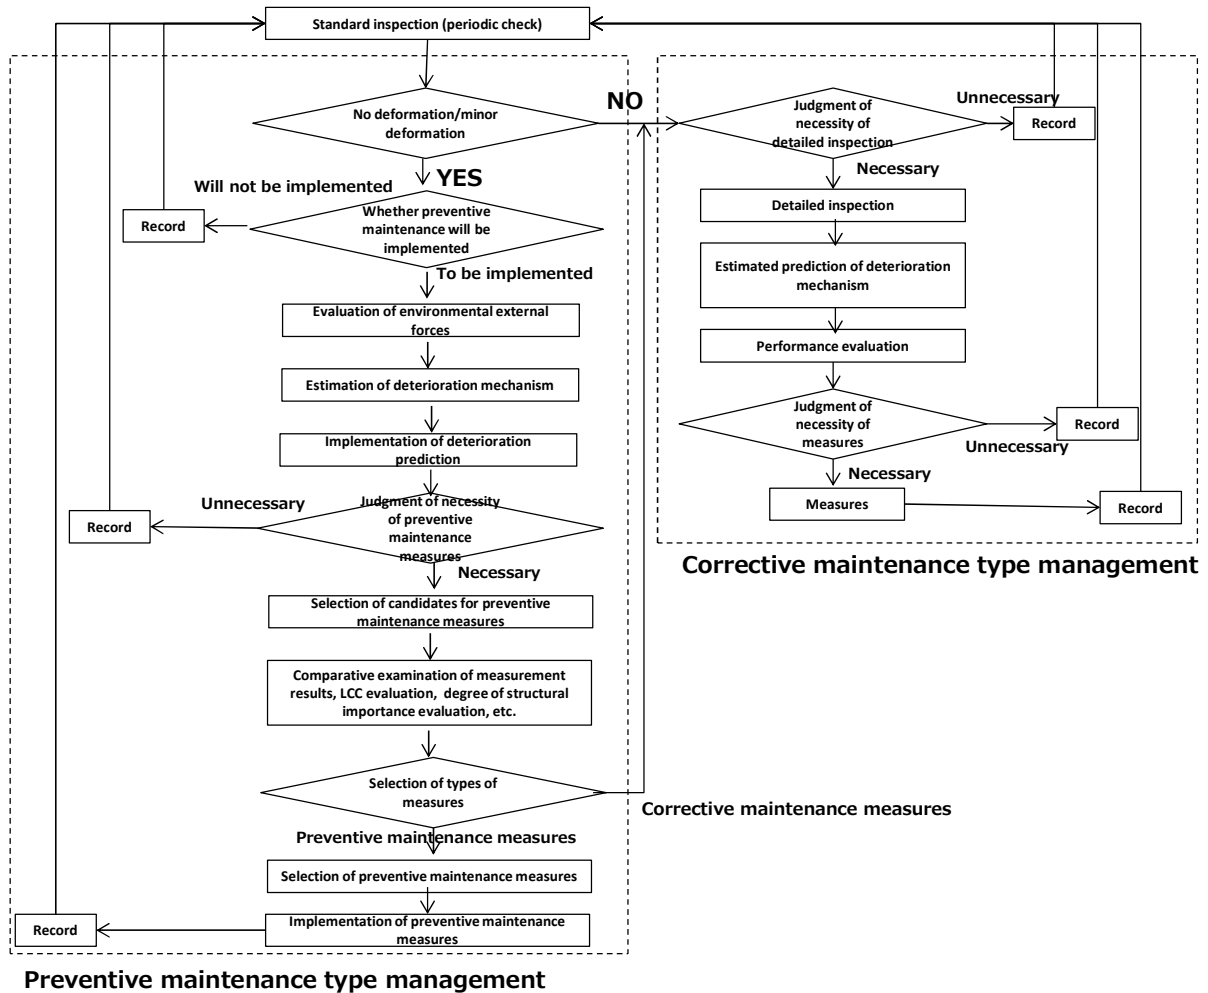 Standard inspection (periodic check)
No deformation/minor
deformation
NO
YES
Will not be implemented
Record
Whether preventive
maintenance will be
implemented
To be implemented
Evaluation of environmental external
forces
Estimation of deterioration mechanism
Implementation of deterioration
prediction
Judgment of necessity
of preventive
maintenance
measures
Unnecessary
Record
Necessary
Selection of candidates for preventive
maintenance measures
Comparative examination of measurement
results, LCC evaluation, degree of structural
importance evaluation, etc.
Selection of types of
measures
Corrective maintenance measures
Preventive maintenance measures
Selection of preventive maintenance measures
Implementation of preventive maintenance
measures
Record
Preventive maintenance type management
Judgment of
necessity of
detailed inspection
Unnecessary
Record
Necessary
Detailed inspection
Estimated prediction of deterioration
mechanism
Performance evaluation
Judgment of
necessity of
measures
Unnecessary
Record
Necessary
Measures
Record
Corrective maintenance type management